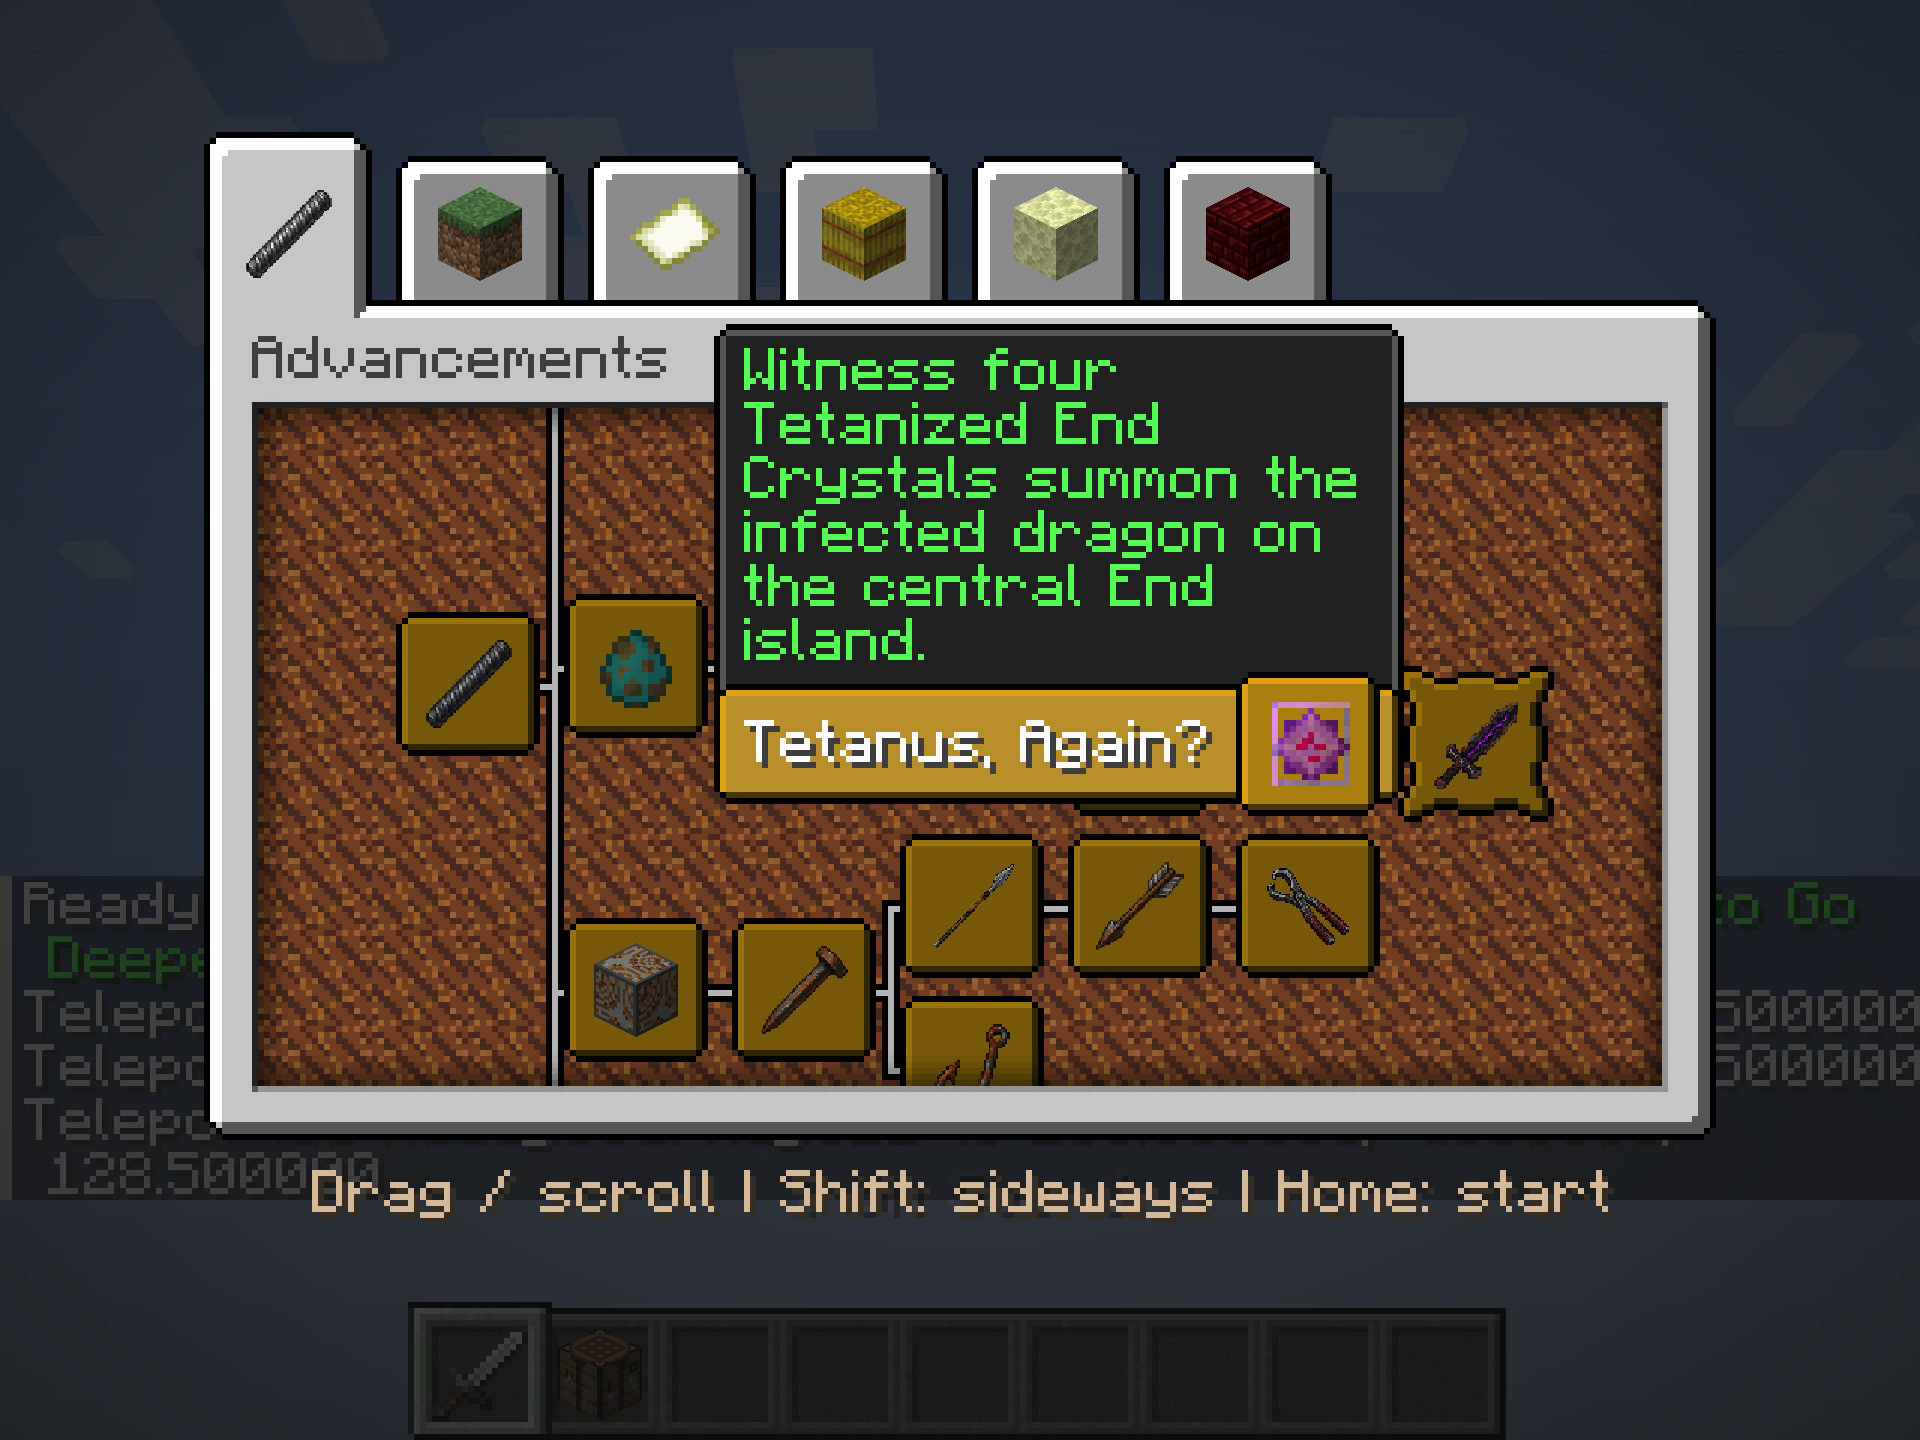 Advancements
Witness four
Tetanized End
Crystals summon the
infected dragon on
the central End
island.
Tetanus, Again?
Ready
to Go
Deepe
Telepo
500000
Telepo
500000
Telepo
128.500000
Drag / scroll | Shift: sideways | Home: start